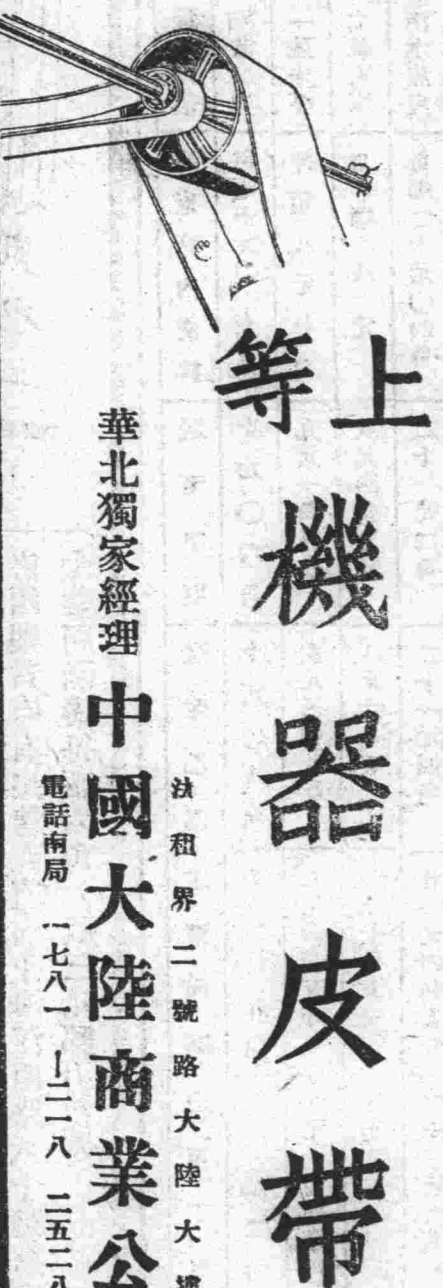 上等
機器皮帶
法租界二號路大陸大
華北獨家經理 中國大陸商業公
電話南局 一七八一 ー二一八 二五二八